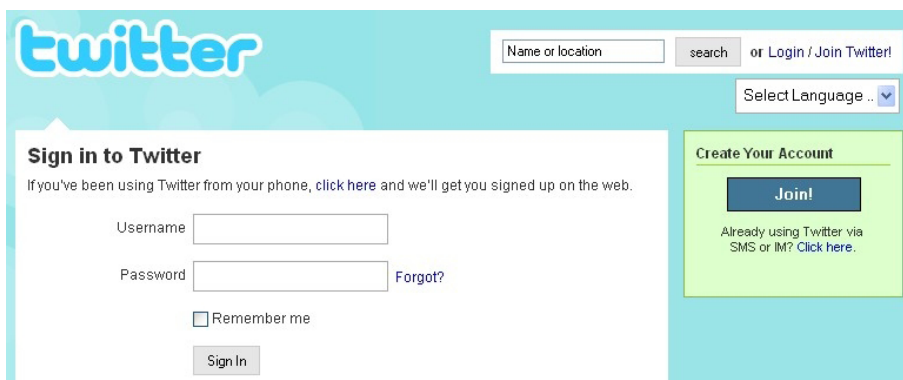 twitter
Name or location search or Login / Join Twitter!
Select Language ..
Sign in to Twitter
If you've been using Twitter from your phone, click here and we'll get you signed up on the web.
Username
Password Forgot?
Remember me
Sign In
Create Your Account
Join!
Already using Twitter via
SMS or IM? Click here.